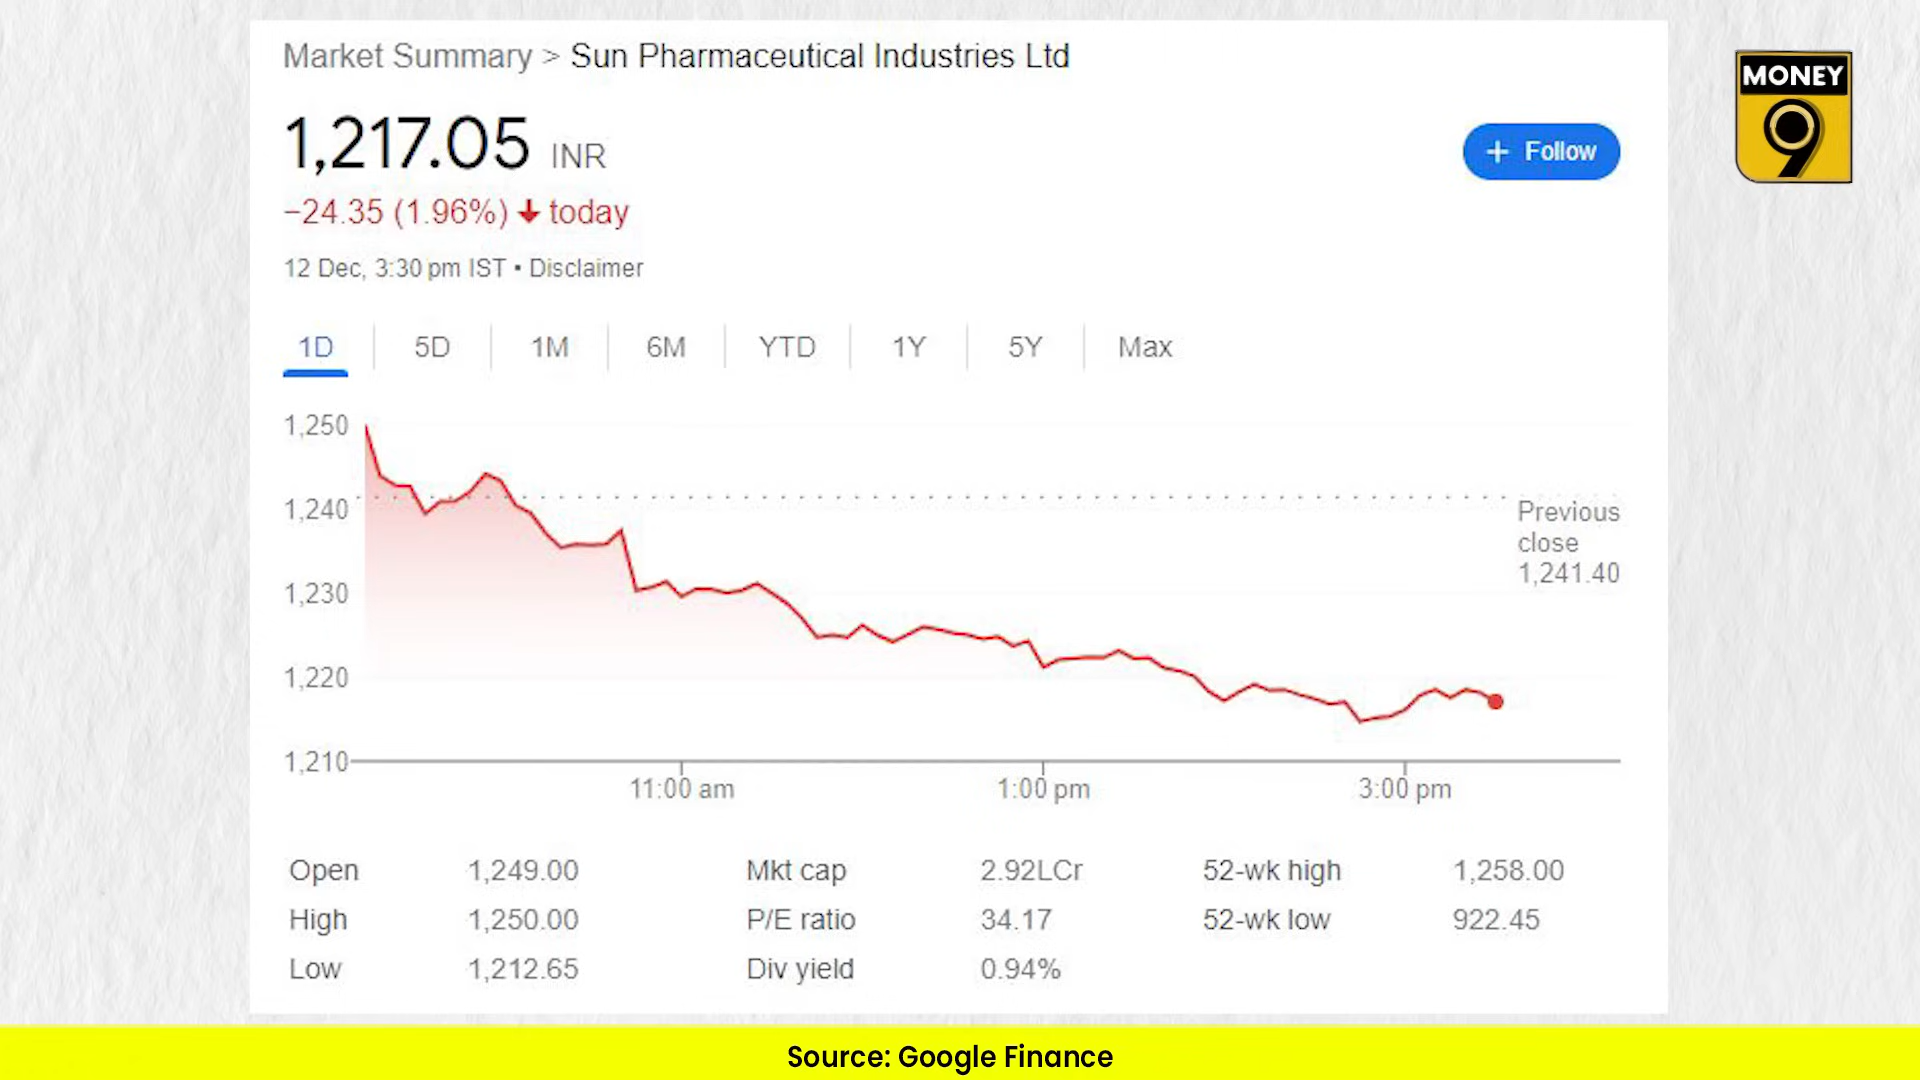 Market Summary > Sun Pharmaceutical Industries Ltd
MONEY
9
1,217.05 INR
+ Follow
−24.35 (1.96%) ↓ today
12 Dec, 3:30 pm IST • Disclaimer
1D 5D 1M 6M YTD 1Y 5Y Max
1,250
1,240
1,230
1,220
1,210
Previous
close
1,241.40
11:00 am 1:00 pm 3:00 pm
Open 1,249.00 Mkt cap 2.92LCr 52-wk high 1,258.00
High 1,250.00 P/E ratio 34.17 52-wk low 922.45
Low 1,212.65 Div yield 0.94%
Source: Google Finance